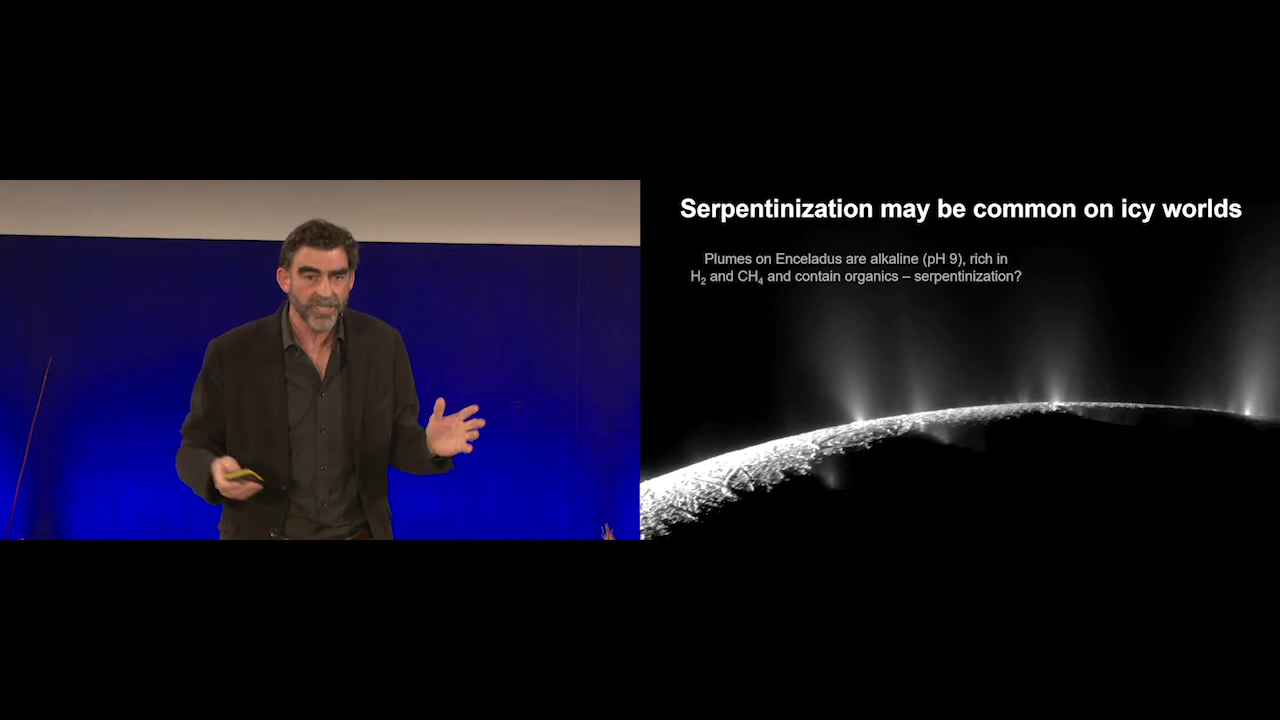 Serpentinization may be common on icy worlds
Plumes on Enceladus are alkaline (pH 9), rich in
H₂ and CH₄ and contain organics – serpentinization?